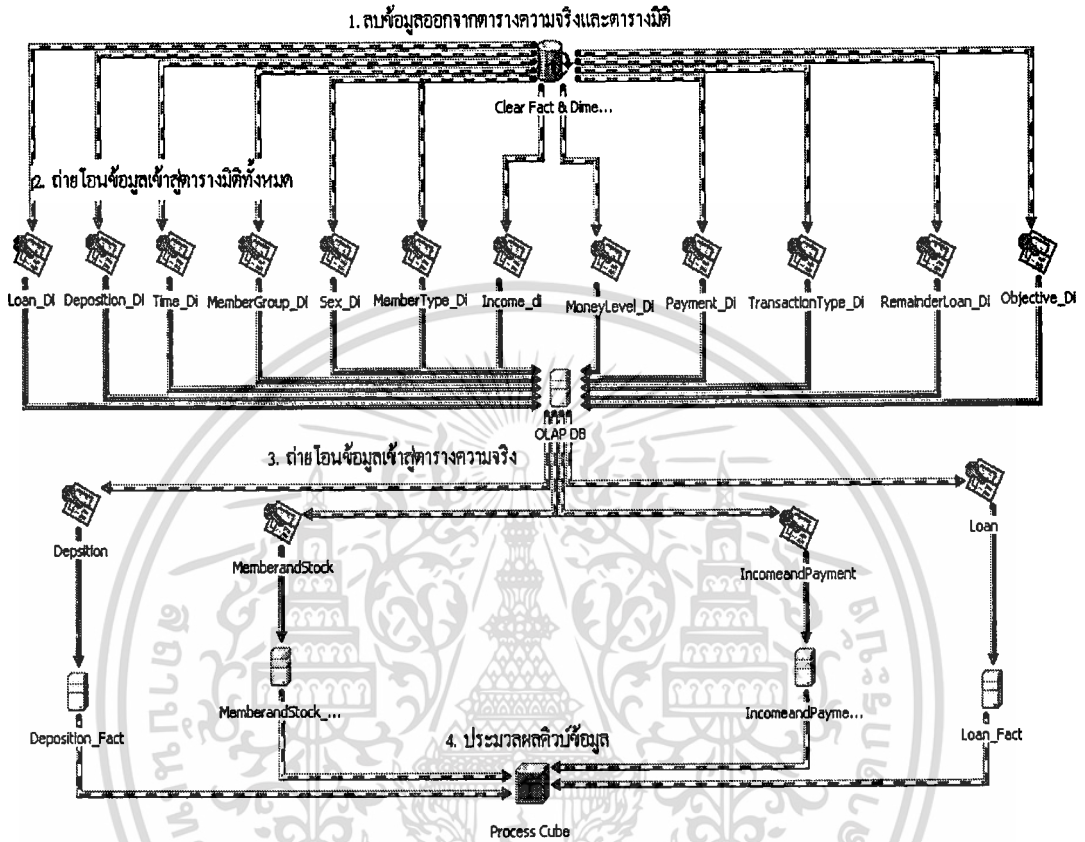 1. ลบข้อมูลออกจากตารางความจริงและตารางมิติ
Clear Fact & Dime...
2. ถ่ายโอนข้อมูลเข้าสู่ตารางมิติทั้งหมด
Loan_Di Deposition_Di Time_Di MemberGroup_Di Sex_Di MemberType_Di Income_di MoneyLevel_Di Payment_Di TransactionType_Di RemainderLoan_Di Objective_Di
OLAP DB
3. ถ่ายโอนข้อมูลเข้าสู่ตารางความจริง
Depsition MemberandStock IncomeandPayment Loan
Deposition_Fact MemberandStock_... IncomeandPayme... Loan_Fact
4. ประมวลผลคิวบ์ข้อมูล
Process Cube